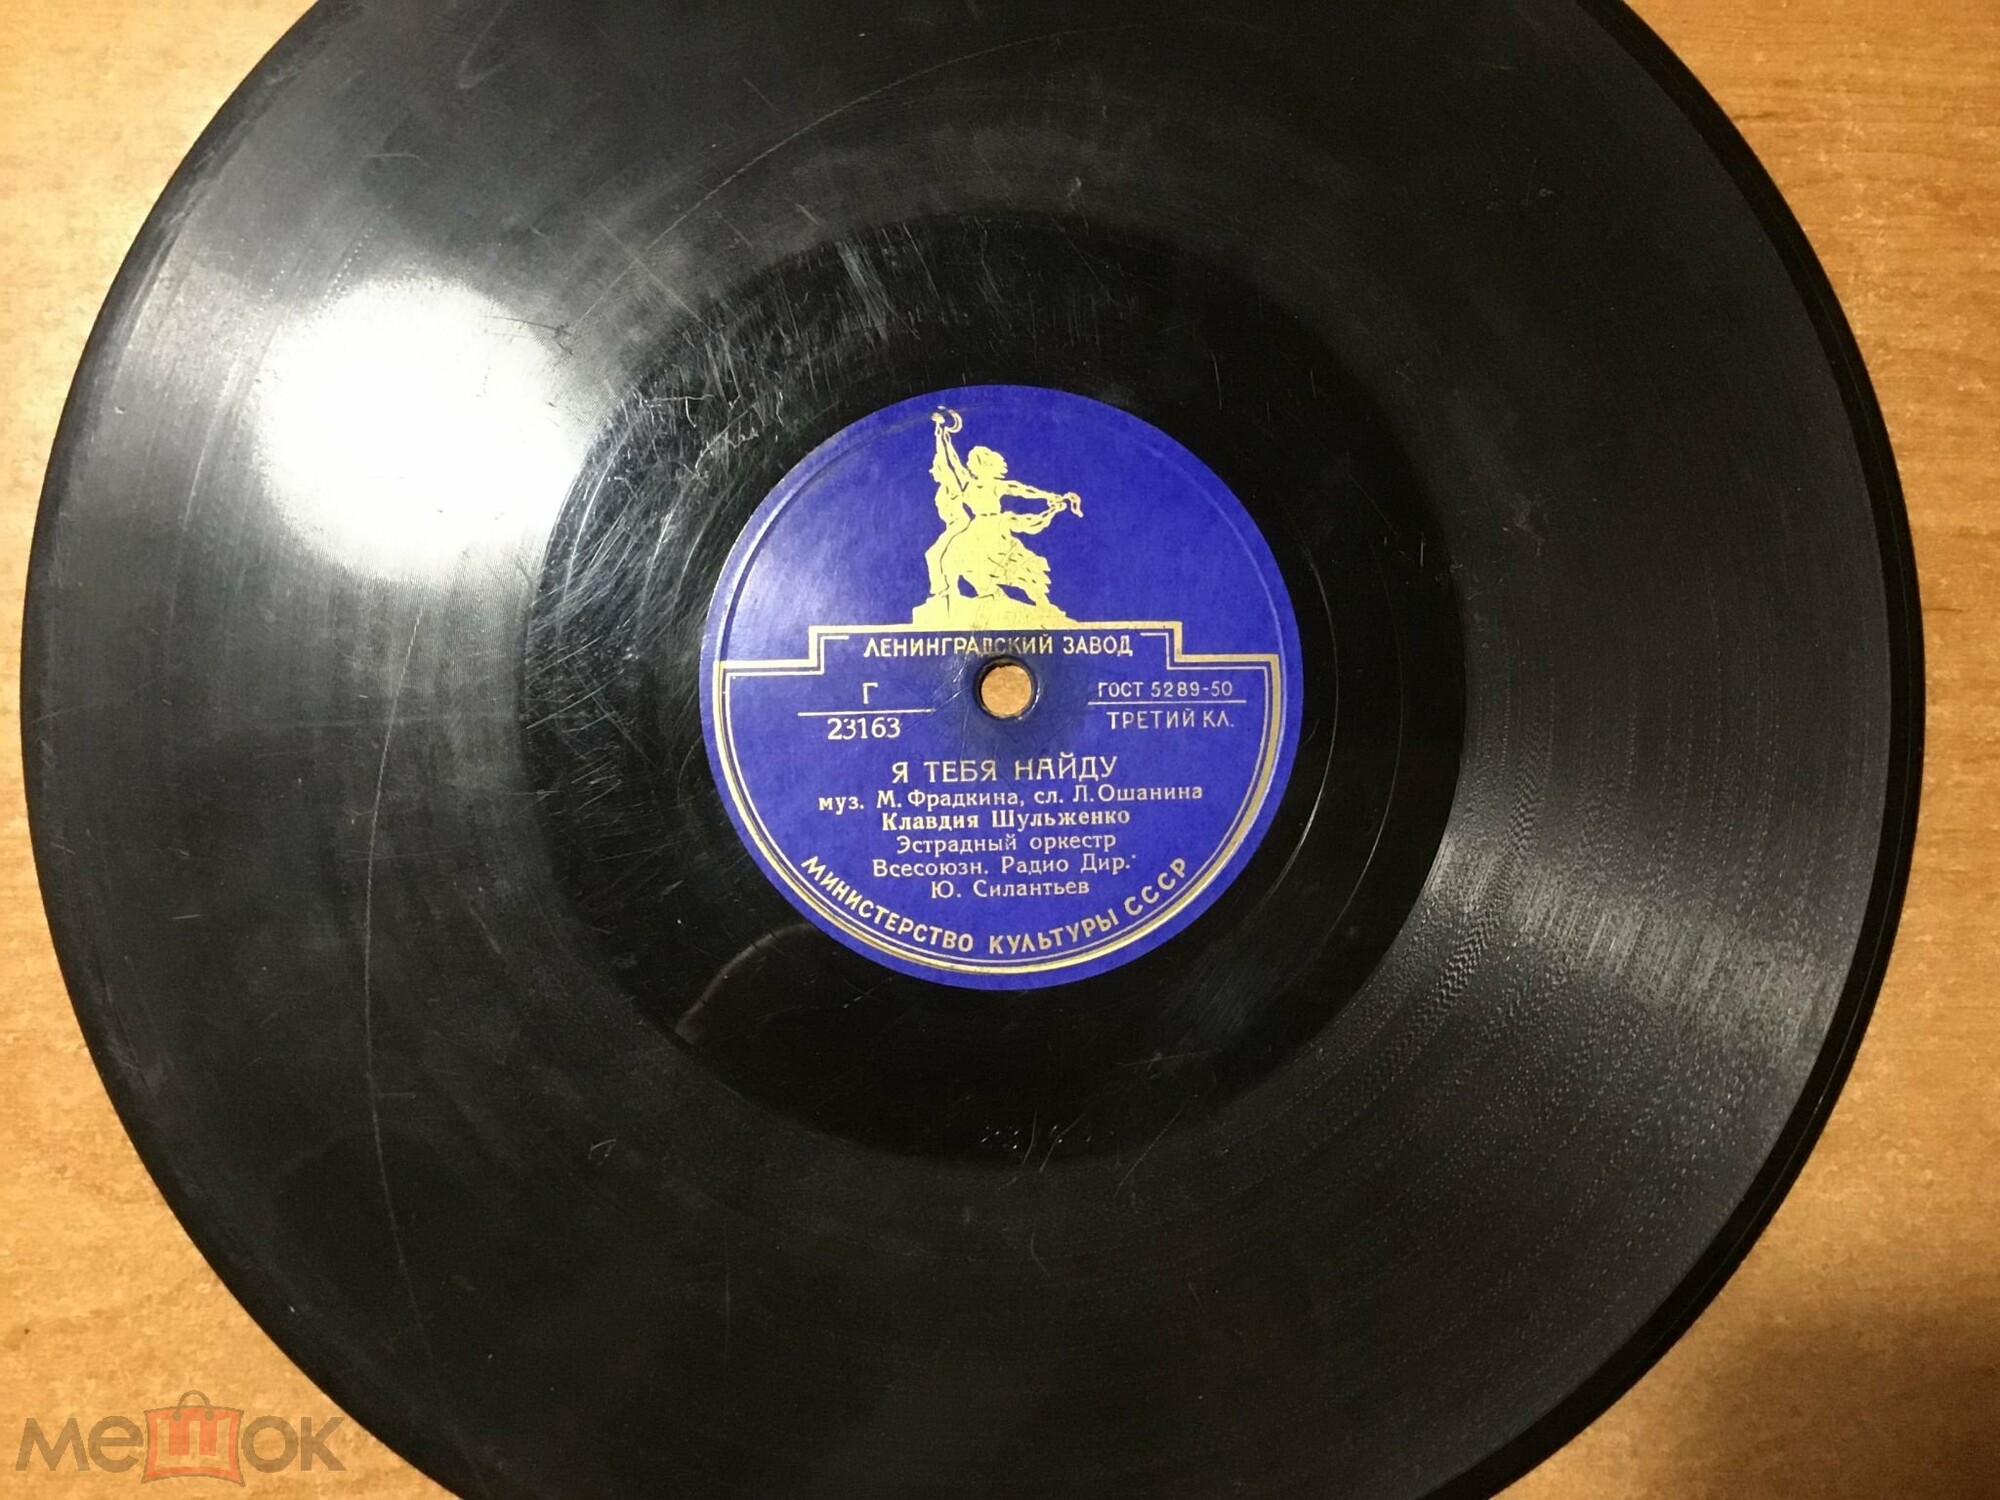 ЛЕНИНГРАДСКИЙ ЗАВОД
Г
23163
ГОСТ 5289-50
ТРЕТИЙ КЛ.
Я ТЕБЯ НАЙДУ
муз. М. Фрадкина, сл. Л. Ошанина
Клавдия Шульженко
Эстрадный оркестр
Всесоюзн. Радио Дир.
Ю. Силантьев
МИНИСТЕРСТВО КУЛЬТУРЫ СССР
мешок